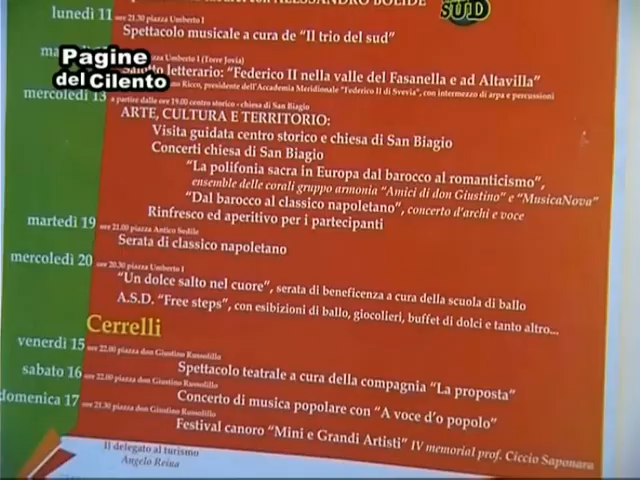 ALESSANDRO BOLIDE
SUD
lunedì 11 ore 21.30 piazza Umberto I
Spettacolo musicale a cura de "Il trio del sud"
Pagine del Cilento
piazza Umberto I (Torre Jovia)
Salotto letterario: "Federico II nella valle del Fasanella e ad Altavilla"
Ricco, presidente dell'Accademia Meridionale "Federico II di Svevia", con intermezzo di arpa e percussioni
mercoledì 13 a partire dalle ore 19.00 centro storico - chiesa di San Biagio
ARTE, CULTURA E TERRITORIO:
Visita guidata centro storico e chiesa di San Biagio
Concerti chiesa di San Biagio
"La polifonia sacra in Europa dal barocco al romanticismo",
ensemble delle corali gruppo armonia "Amici di don Giustino" e "MusicaNova"
"Dal barocco al classico napoletano", concerto d'archi e voce
Rinfresco ed aperitivo per i partecipanti
martedì 19 ore 21.00 piazza Antico Sedile
Serata di classico napoletano
mercoledì 20 ore 20.30 piazza Umberto I
"Un dolce salto nel cuore", serata di beneficenza a cura della scuola di ballo
A.S.D. "Free steps", con esibizioni di ballo, giocolieri, buffet di dolci e tanto altro...
Cerrelli
venerdì 15 ore 22.00 piazza don Giustino Russolillo
Spettacolo teatrale a cura della compagnia "La proposta"
sabato 16 ore 22.00 piazza don Giustino Russolillo
Concerto di musica popolare con "A voce d'o popolo"
domenica 17 ore 21.30 piazza don Giustino Russolillo
Festival canoro "Mini e Grandi Artisti" IV memorial prof. Ciccio Saponara
Il delegato al turismo
Angelo Reina